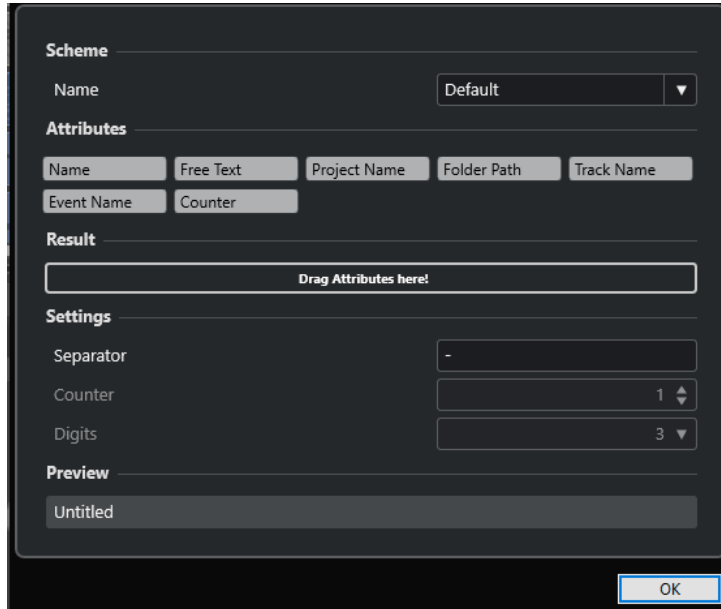 Scheme
Name Default
Attributes
Name Free Text Project Name Folder Path Track Name
Event Name Counter
Result
Drag Attributes here!
Settings
Separator -
Counter 1
Digits 3
Preview
Untitled
OK